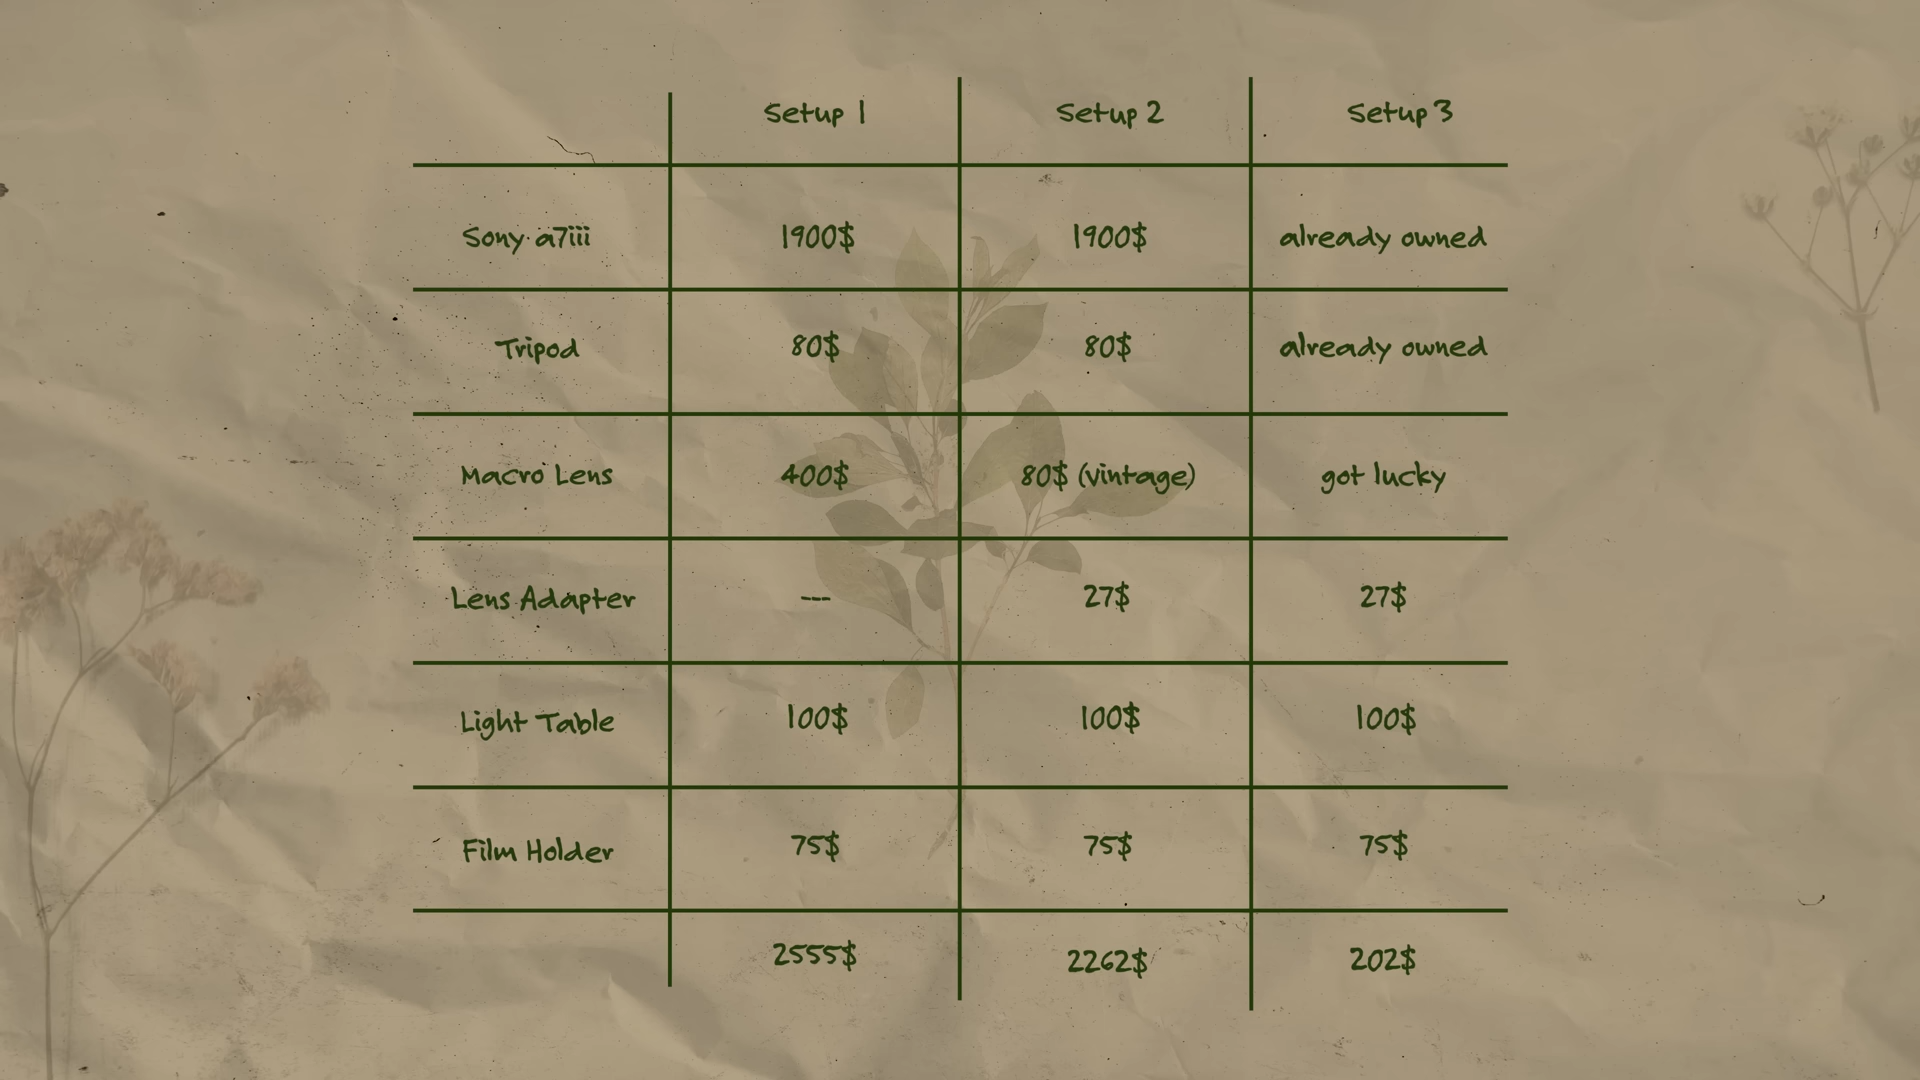 Setup 1 Setup 2 Setup 3
Sony a7iii 1900$ 1900$ already owned
Tripod 80$ 80$ already owned
Macro Lens 400$ 80$ (vintage) got lucky
Lens Adapter --- 27$ 27$
Light Table 100$ 100$ 100$
Film Holder 75$ 75$ 75$
2555$ 2262$ 202$